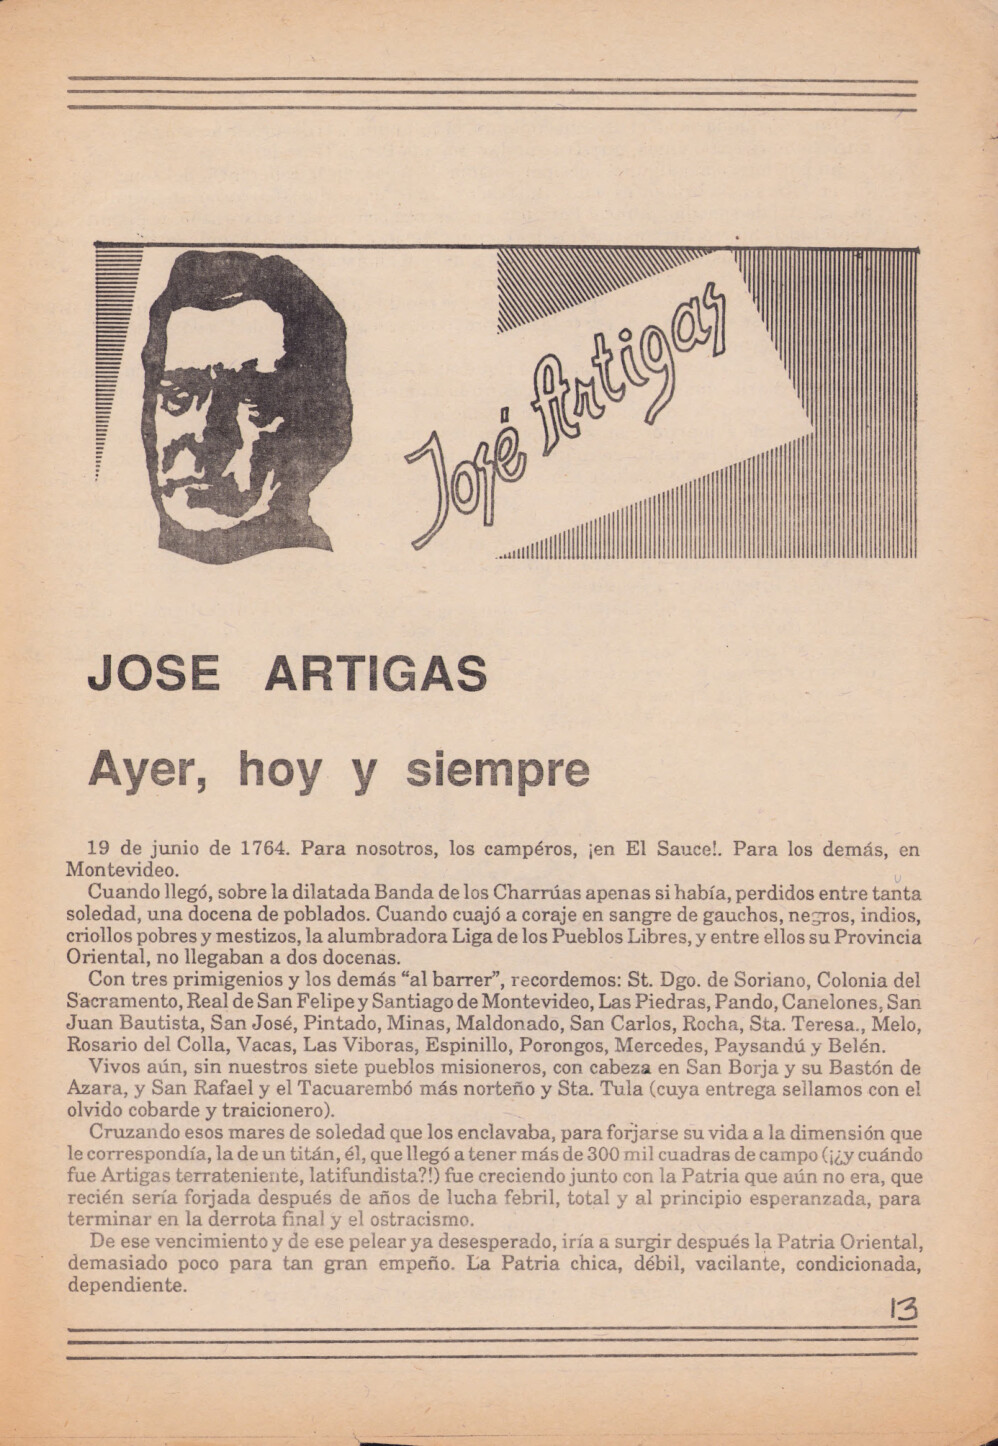 José Artigas
JOSE ARTIGAS
Ayer, hoy y siempre
19 de junio de 1764. Para nosotros, los campéros, ¡en El Sauce!. Para los demás, en
Montevideo.
Cuando llegó, sobre la dilatada Banda de los Charrúas apenas si había, perdidos entre tanta
soledad, una docena de poblados. Cuando cuajó a coraje en sangre de gauchos, negros, indios,
criollos pobres y mestizos, la alumbradora Liga de los Pueblos Libres, y entre ellos su Provincia
Oriental, no llegaban a dos docenas.
Con tres primigenios y los demás “al barrer”, recordemos: St. Dgo. de Soriano, Colonia del
Sacramento, Real de San Felipe y Santiago de Montevideo, Las Piedras, Pando, Canelones, San
Juan Bautista, San José, Pintado, Minas, Maldonado, San Carlos, Rocha, Sta. Teresa., Melo,
Rosario del Colla, Vacas, Las Viboras, Espinillo, Porongos, Mercedes, Paysandú y Belén.
Vivos aún, sin nuestros siete pueblos misioneros, con cabeza en San Borja y su Bastón de
Azara, y San Rafael y el Tacuarembó más norteño y Sta. Tula (cuya entrega sellamos con el
olvido cobarde y traicionero).
Cruzando esos mares de soledad que los enclavaba, para forjarse su vida a la dimensión que
le correspondía, la de un titán, él, que llegó a tener más de 300 mil cuadras de campo (¡¿y cuándo
fue Artigas terrateniente, latifundista?!) fue creciendo junto con la Patria que aún no era, que
recién sería forjada después de años de lucha febril, total y al principio esperanzada, para
terminar en la derrota final y el ostracismo.
De ese vencimiento y de ese pelear ya desesperado, iría a surgir después la Patria Oriental,
demasiado poco para tan gran empeño. La Patria chica, débil, vacilante, condicionada,
dependiente.
13